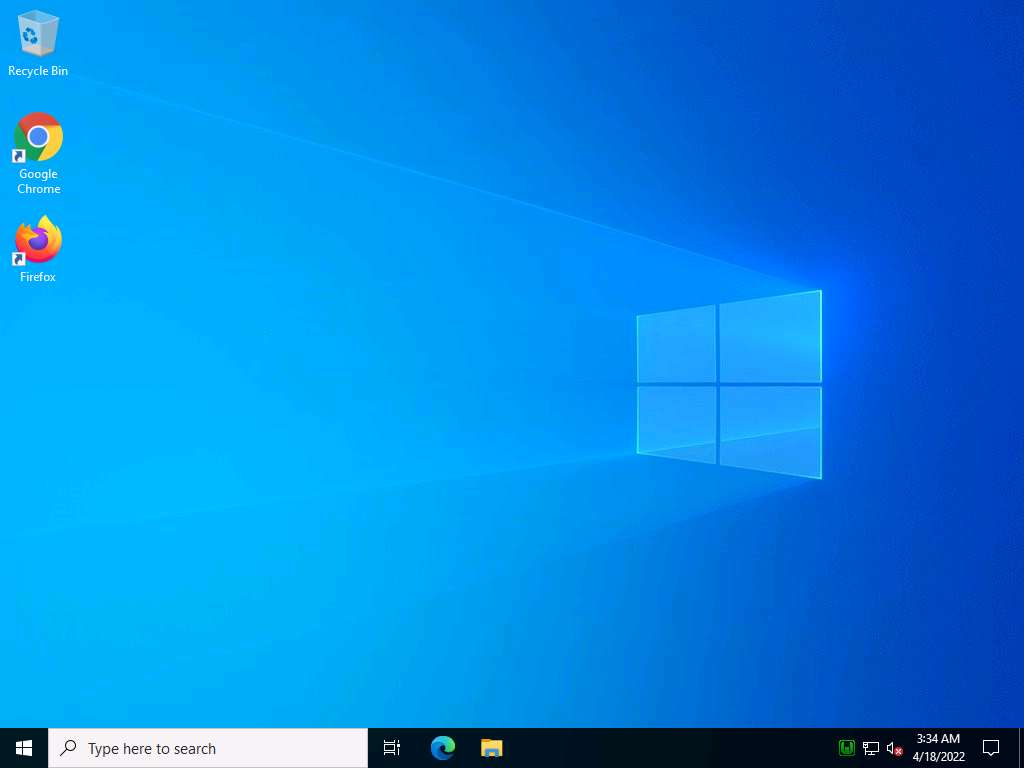 Recycle Bin
Google
Chrome
Firefox
Type here to search
3:34 AM
4/18/2022